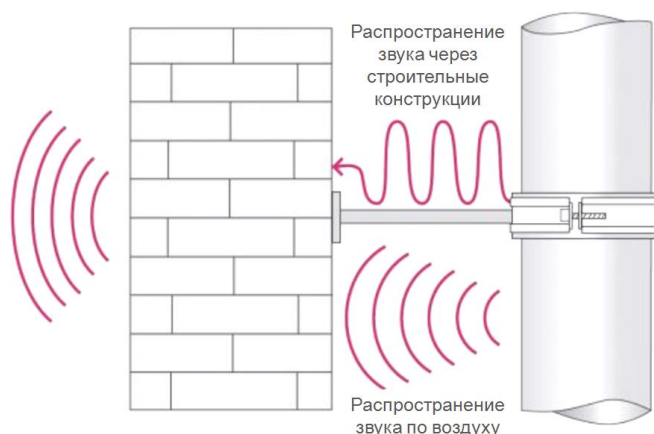 Распространение
звука через
строительные
конструкции
Распространение
звука по воздуху